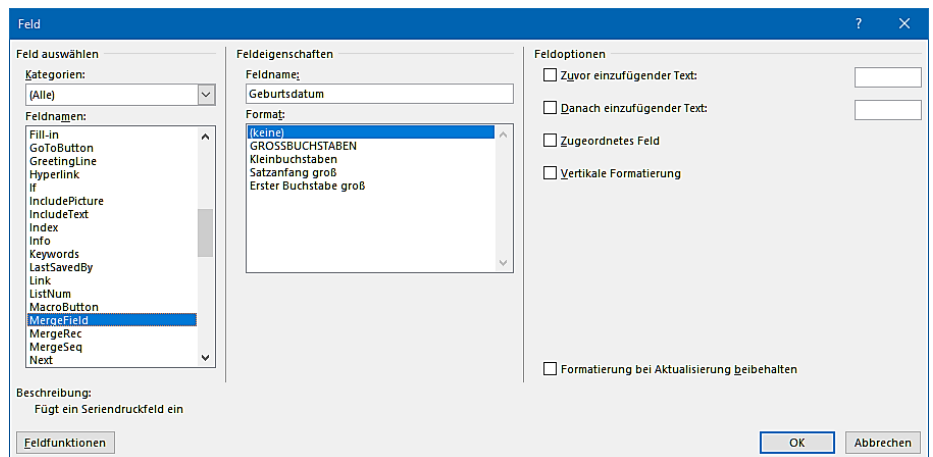 Feld ?
Feld auswählen
Kategorien:
(Alle)
Feldnamen:
Fill-in
GoToButton
GreetingLine
Hyperlink
If
IncludePicture
IncludeText
Index
Info
Keywords
LastSavedBy
Link
ListNum
MacroButton
MergeField
MergeRec
MergeSeq
Next
Feldeigenschaften
Feldname:
Geburtsdatum
Format:
(keine)
GROSSBUCHSTABEN
Kleinbuchstaben
Satzanfang groß
Erster Buchstabe groß
Feldoptionen
Zuvor einzufügender Text:
Danach einzufügender Text:
Zugeordnetes Feld
Vertikale Formatierung
Formatierung bei Aktualisierung beibehalten
Beschreibung:
Fügt ein Seriendruckfeld ein
Feldfunktionen OK Abbrechen